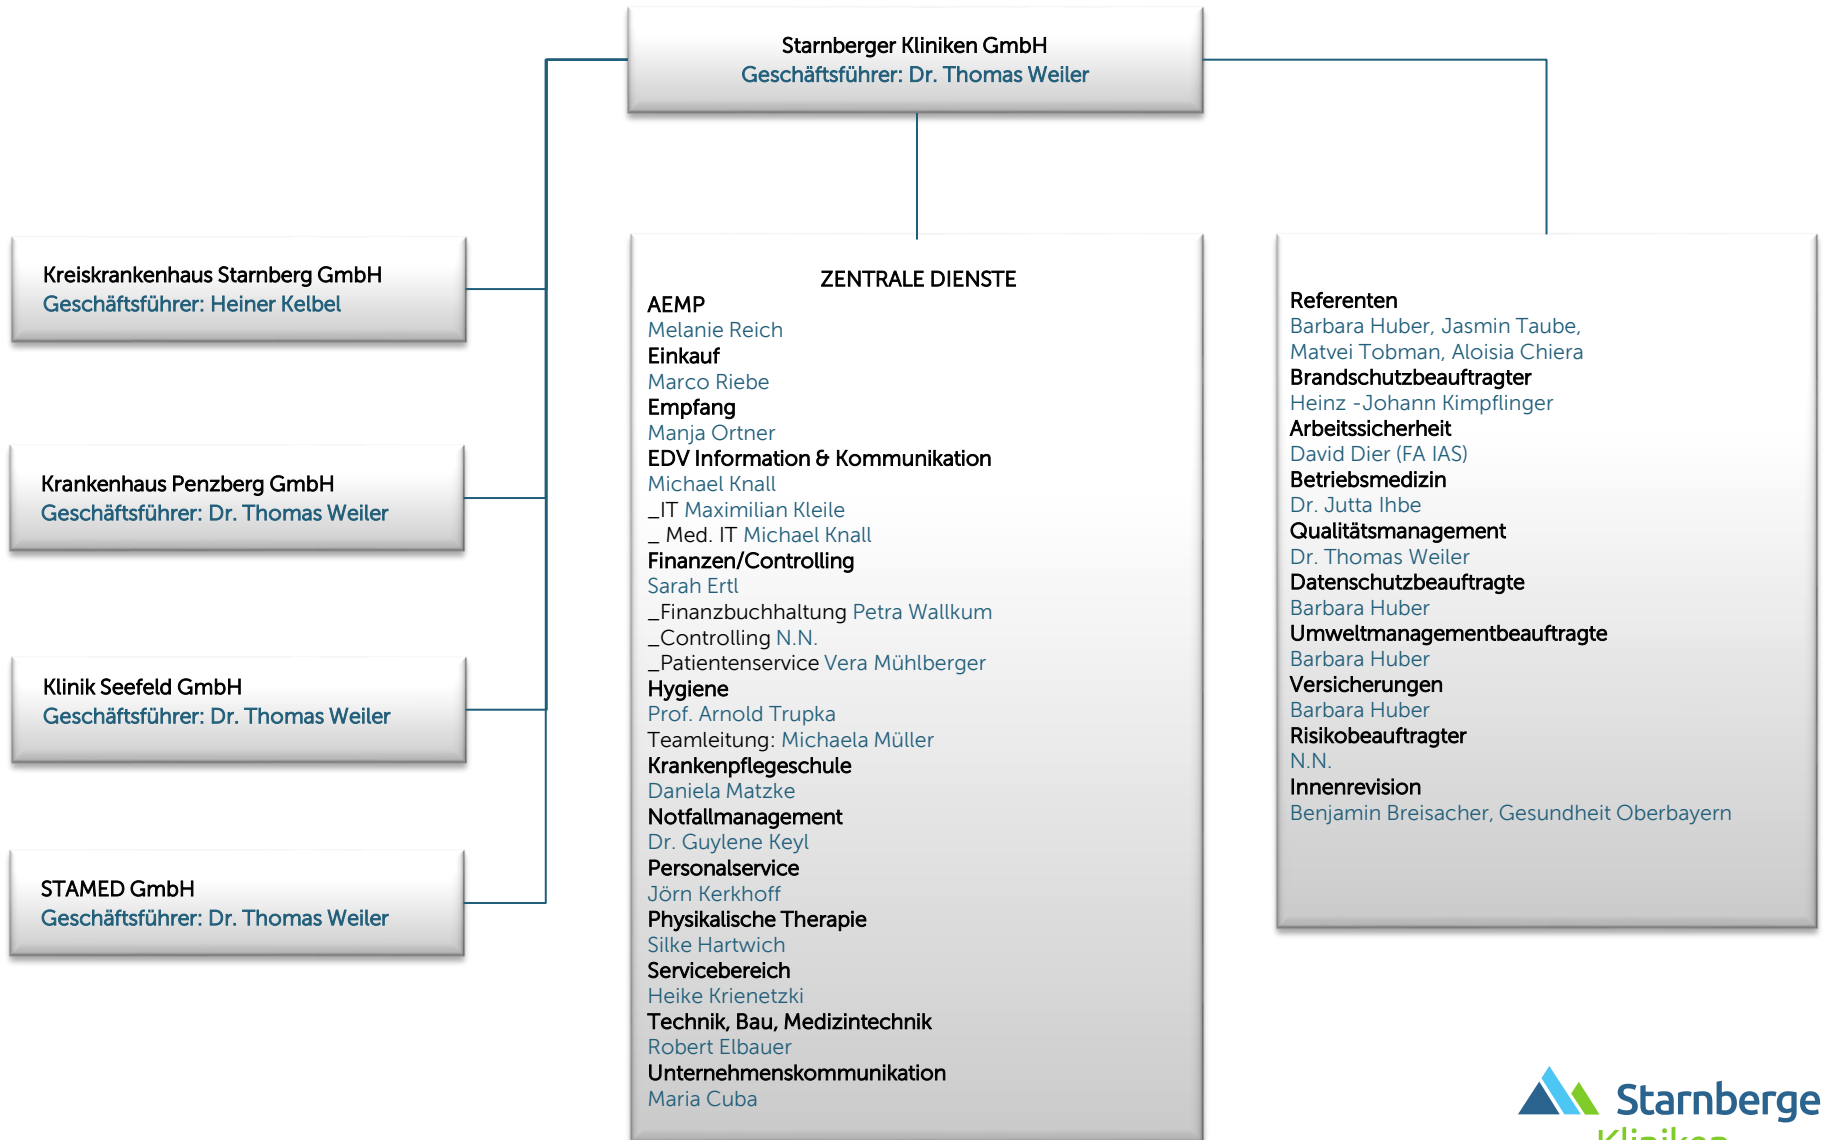 Starnberger Kliniken GmbH
Geschäftsführer: Dr. Thomas Weiler
Kreiskrankenhaus Starnberg GmbH
Geschäftsführer: Heiner Kelbel
Krankenhaus Penzberg GmbH
Geschäftsführer: Dr. Thomas Weiler
Klinik Seefeld GmbH
Geschäftsführer: Dr. Thomas Weiler
STAMED GmbH
Geschäftsführer: Dr. Thomas Weiler
ZENTRALE DIENSTE
AEMP
Melanie Reich
Einkauf
Marco Riebe
Empfang
Manja Ortner
EDV Information & Kommunikation
Michael Knall
_IT Maximilian Kleile
_ Med. IT Michael Knall
Finanzen/Controlling
Sarah Ertl
_Finanzbuchhaltung Petra Wallkum
_Controlling N.N.
_Patientenservice Vera Mühlberger
Hygiene
Prof. Arnold Trupka
Teamleitung: Michaela Müller
Krankenpflegeschule
Daniela Matzke
Notfallmanagement
Dr. Guylene Keyl
Personalservice
Jörn Kerkhoff
Physikalische Therapie
Silke Hartwich
Servicebereich
Heike Krienetzki
Technik, Bau, Medizintechnik
Robert Elbauer
Unternehmenskommunikation
Maria Cuba
Referenten
Barbara Huber, Jasmin Taube,
Matvei Tobman, Aloisia Chiera
Brandschutzbeauftragter
Heinz -Johann Kimpflinger
Arbeitssicherheit
David Dier (FA IAS)
Betriebsmedizin
Dr. Jutta Ihbe
Qualitätsmanagement
Dr. Thomas Weiler
Datenschutzbeauftragte
Barbara Huber
Umweltmanagementbeauftragte
Barbara Huber
Versicherungen
Barbara Huber
Risikobeauftragter
N.N.
Innenrevision
Benjamin Breisacher, Gesundheit Oberbayern
Starnberge
Kliniken